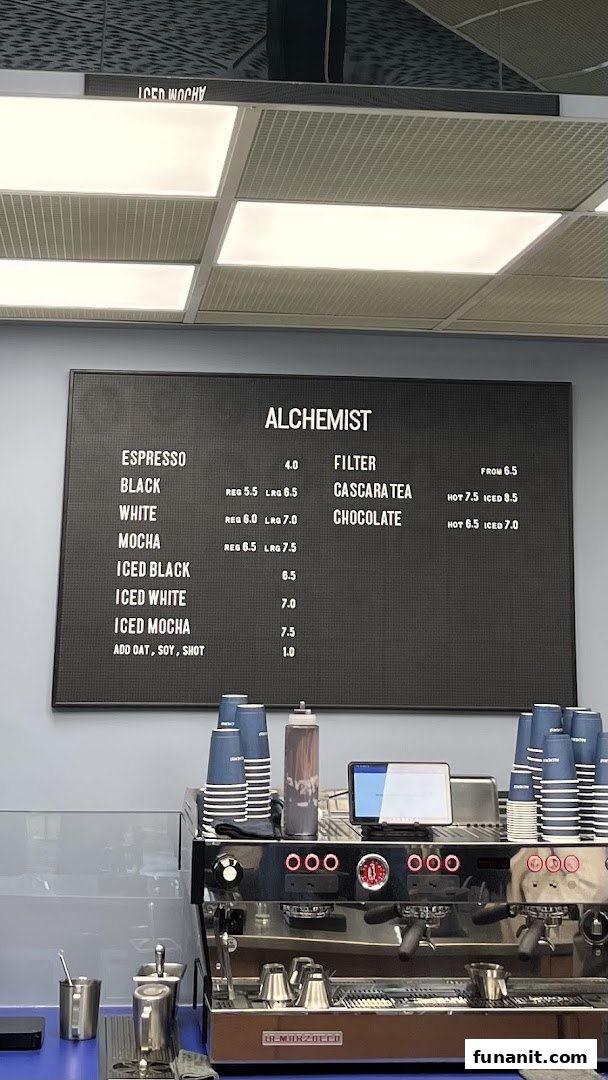 ICED MOCHA
ALCHEMIST
ESPRESSO 4.0
BLACK REG 5.5 LRG 6.5
WHITE REG 6.0 LRG 7.0
MOCHA REG 6.5 LRG 7.5
ICED BLACK 6.5
ICED WHITE 7.0
ICED MOCHA 7.5
ADD OAT, SOY, SHOT 1.0
FILTER FROM 6.5
CASCARA TEA HOT 7.5 ICED 8.5
CHOCOLATE HOT 6.5 ICED 7.0
LA MARZOCCO
funanit.com